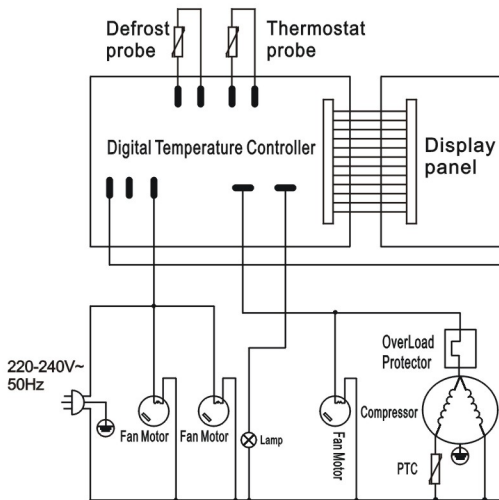 Defrost
probe
Thermostat
probe
Digital Temperature Controller
Display
panel
220-240V~
50Hz
OverLoad
Protector
Compressor
Fan Motor
Fan Motor
Lamp
Fan Motor
PTC